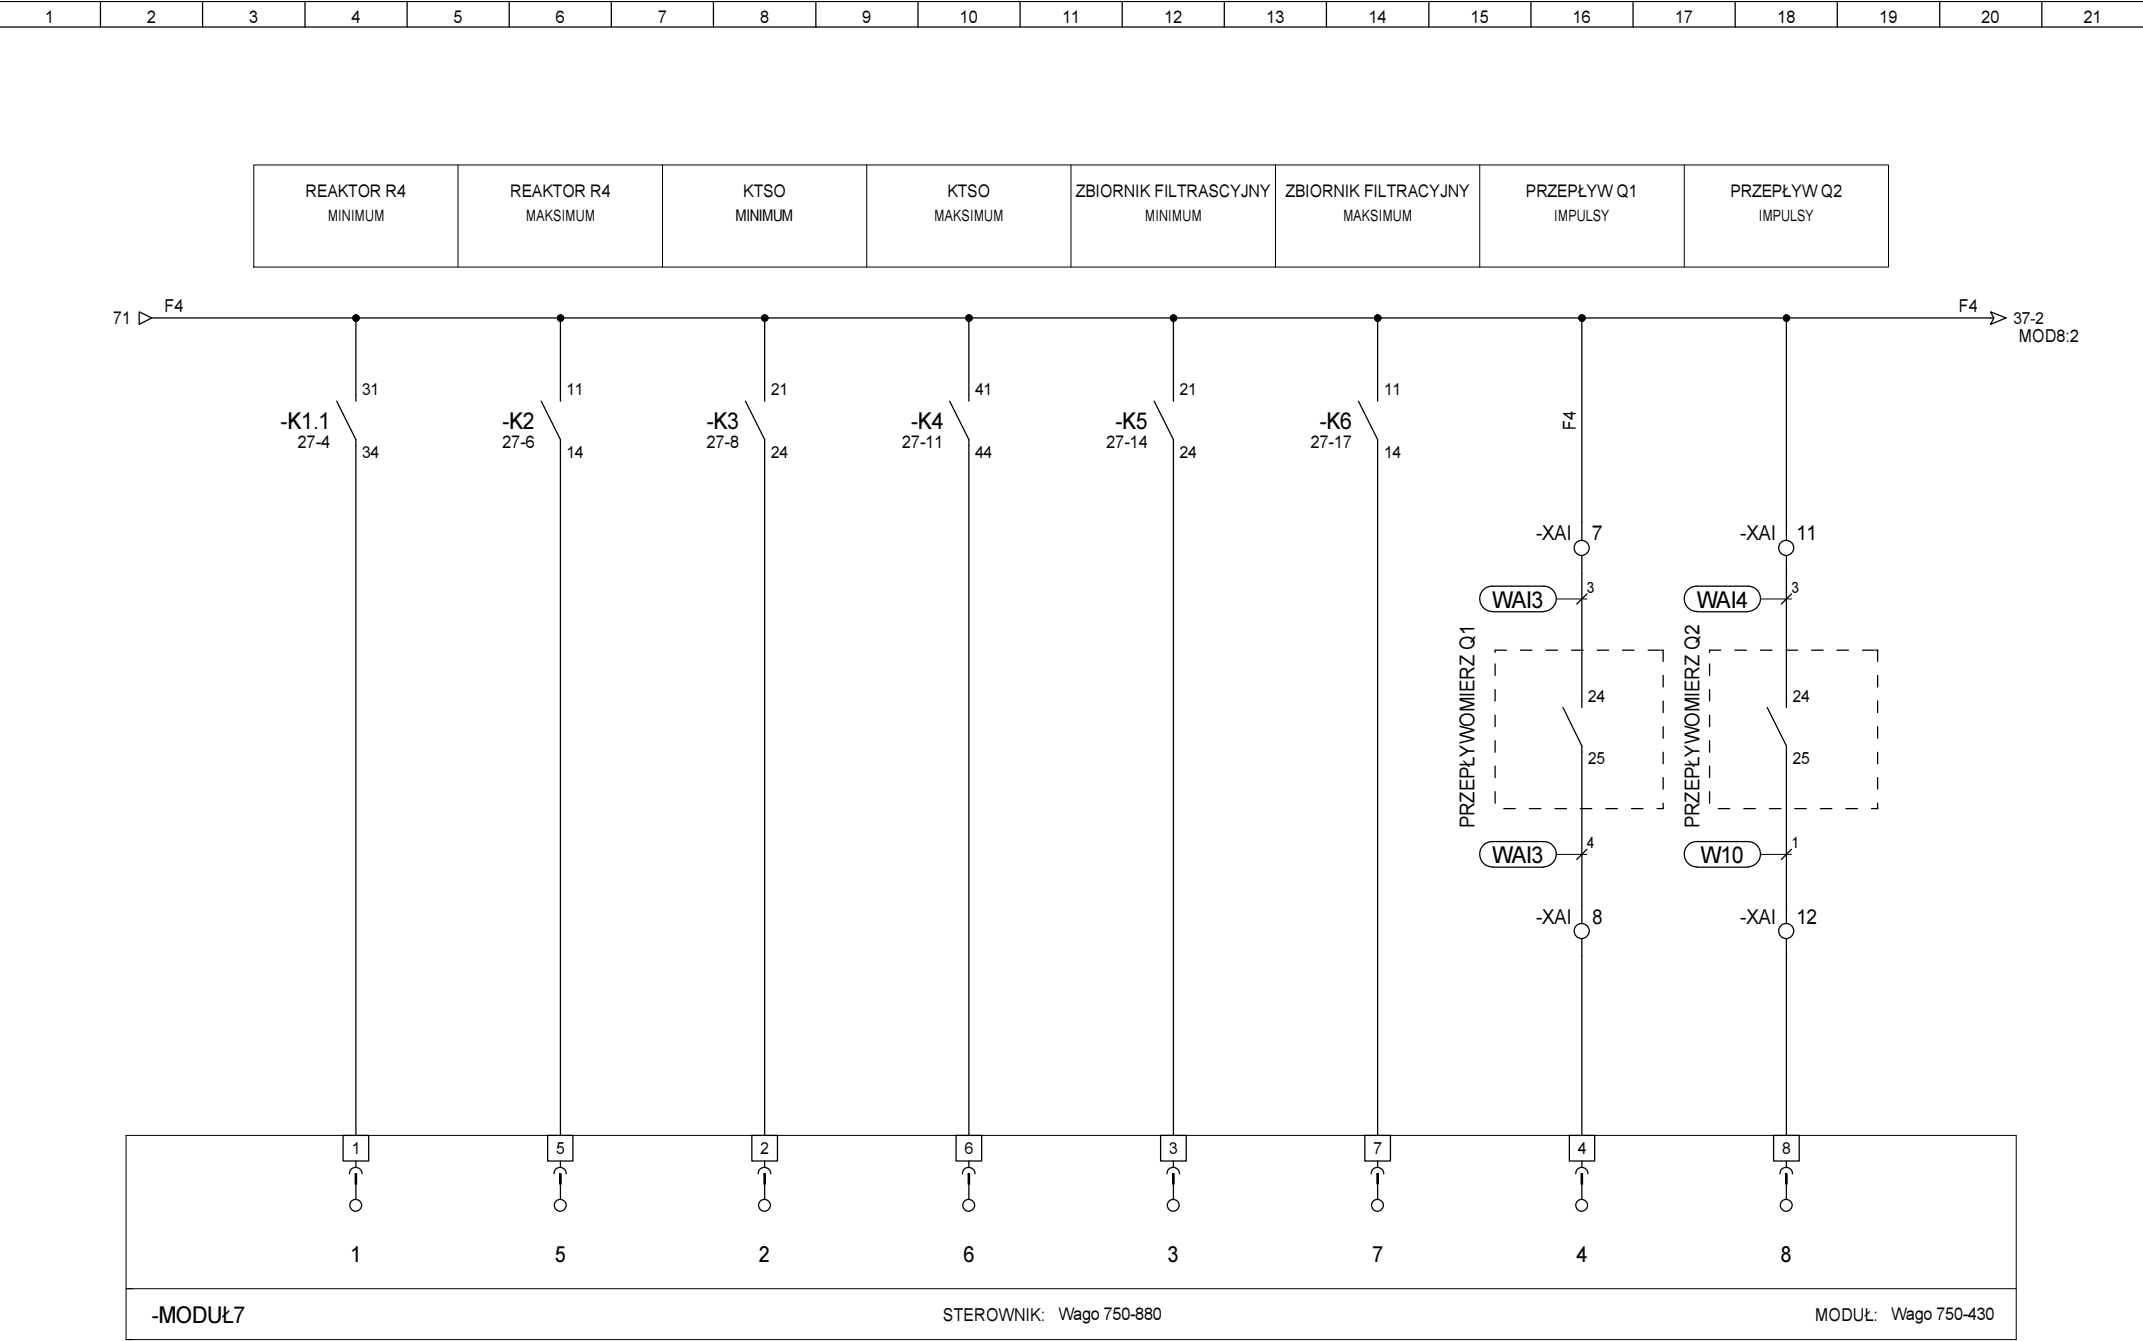 1 2 3 4 5 6 7 8 9 10 11 12 13 14 15 16 17 18 19 20 21
REAKTOR R4 REAKTOR R4 KTSO KTSO ZBIORNIK FILTRASCYJNY ZBIORNIK FILTRACYJNY PRZEPŁYW Q1 PRZEPŁYW Q2
MINIMUM MAKSIMUM MINIMUM MAKSIMUM MINIMUM MAKSIMUM IMPULSY IMPULSY
F4 F4
71 37-2
MOD8:2
31 11 21 41 21 11
-K1.1 -K2 -K3 -K4 -K5 -K6 F4
27-4 27-6 27-8 27-11 27-14 27-17
34 14 24 44 24 14
-XAI 7 -XAI 11
3 3
WAI3 WAI4
PRZEPŁYWOMIERZ Q1 PRZEPŁYWOMIERZ Q2
24 24
25 25
4 1
WAI3 W10
-XAI 8 -XAI 12
1 5 2 6 3 7 4 8
1 5 2 6 3 7 4 8
-MODUŁ7 STEROWNIK: Wago 750-880 MODUŁ: Wago 750-430